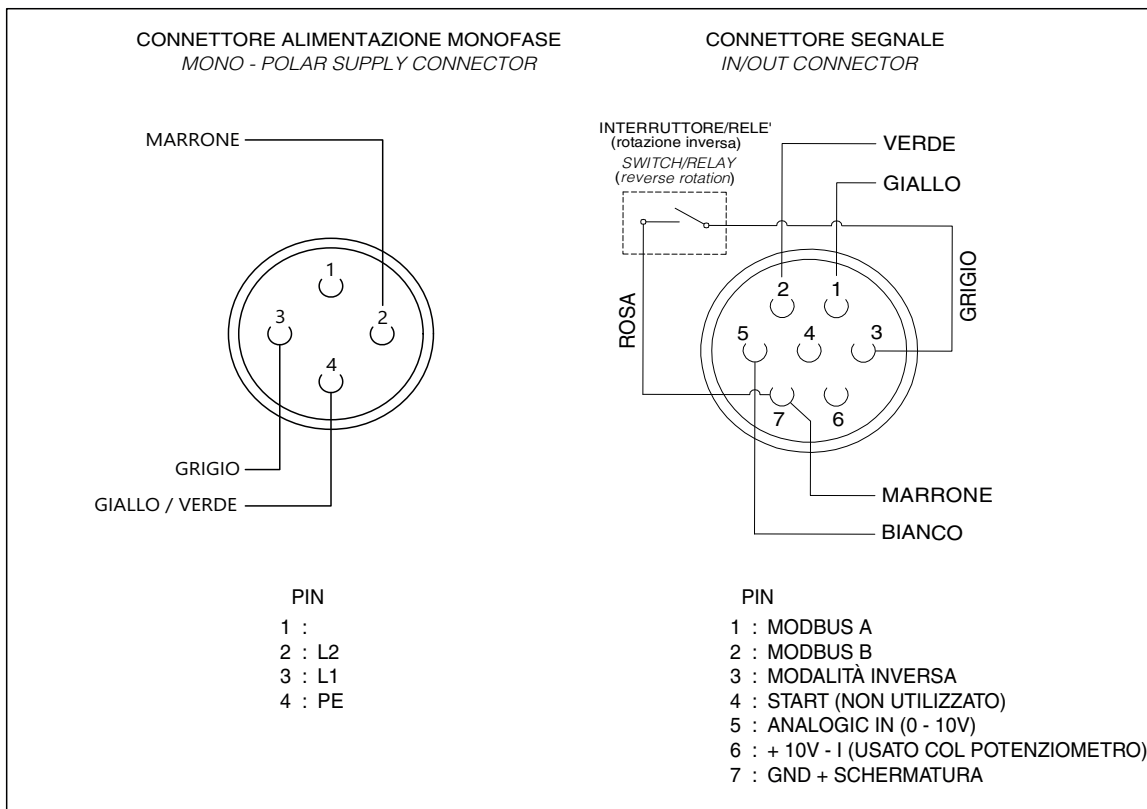 CONNETTORE ALIMENTAZIONE MONOFASE
MONO - POLAR SUPPLY CONNECTOR
MARRONE
1
3
2
4
GRIGIO
GIALLO / VERDE
PIN
1 :
2 : L2
3 : L1
4 : PE
CONNETTORE SEGNALE
IN/OUT CONNECTOR
INTERRUTTORE/RELE'
(rotazione inversa)
SWITCH/RELAY
(reverse rotation)
VERDE
GIALLO
ROSA
GRIGIO
2
1
5
4
3
7
6
MARRONE
BIANCO
PIN
1 : MODBUS A
2 : MODBUS B
3 : MODALITÀ INVERSA
4 : START (NON UTILIZZATO)
5 : ANALOGIC IN (0 - 10V)
6 : + 10V - I (USATO COL POTENZIOMETRO)
7 : GND + SCHERMATURA